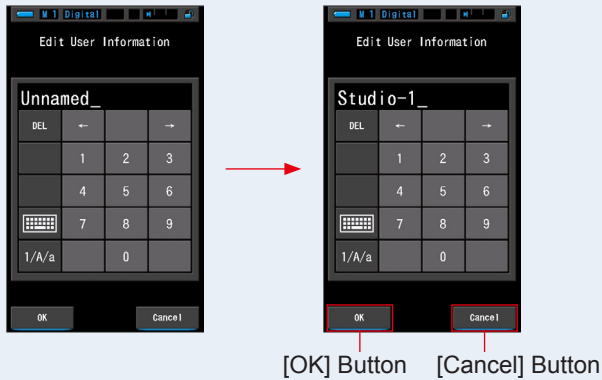 M 1 Digital
Edit User Information
Unnamed_
DEL ← →
1 2 3
4 5 6
7 8 9
1/A/a 0
OK Cancel
M 1 Digital
Edit User Information
Studio-1_
DEL ← →
1 2 3
4 5 6
7 8 9
1/A/a 0
OK Cancel
[OK] Button [Cancel] Button